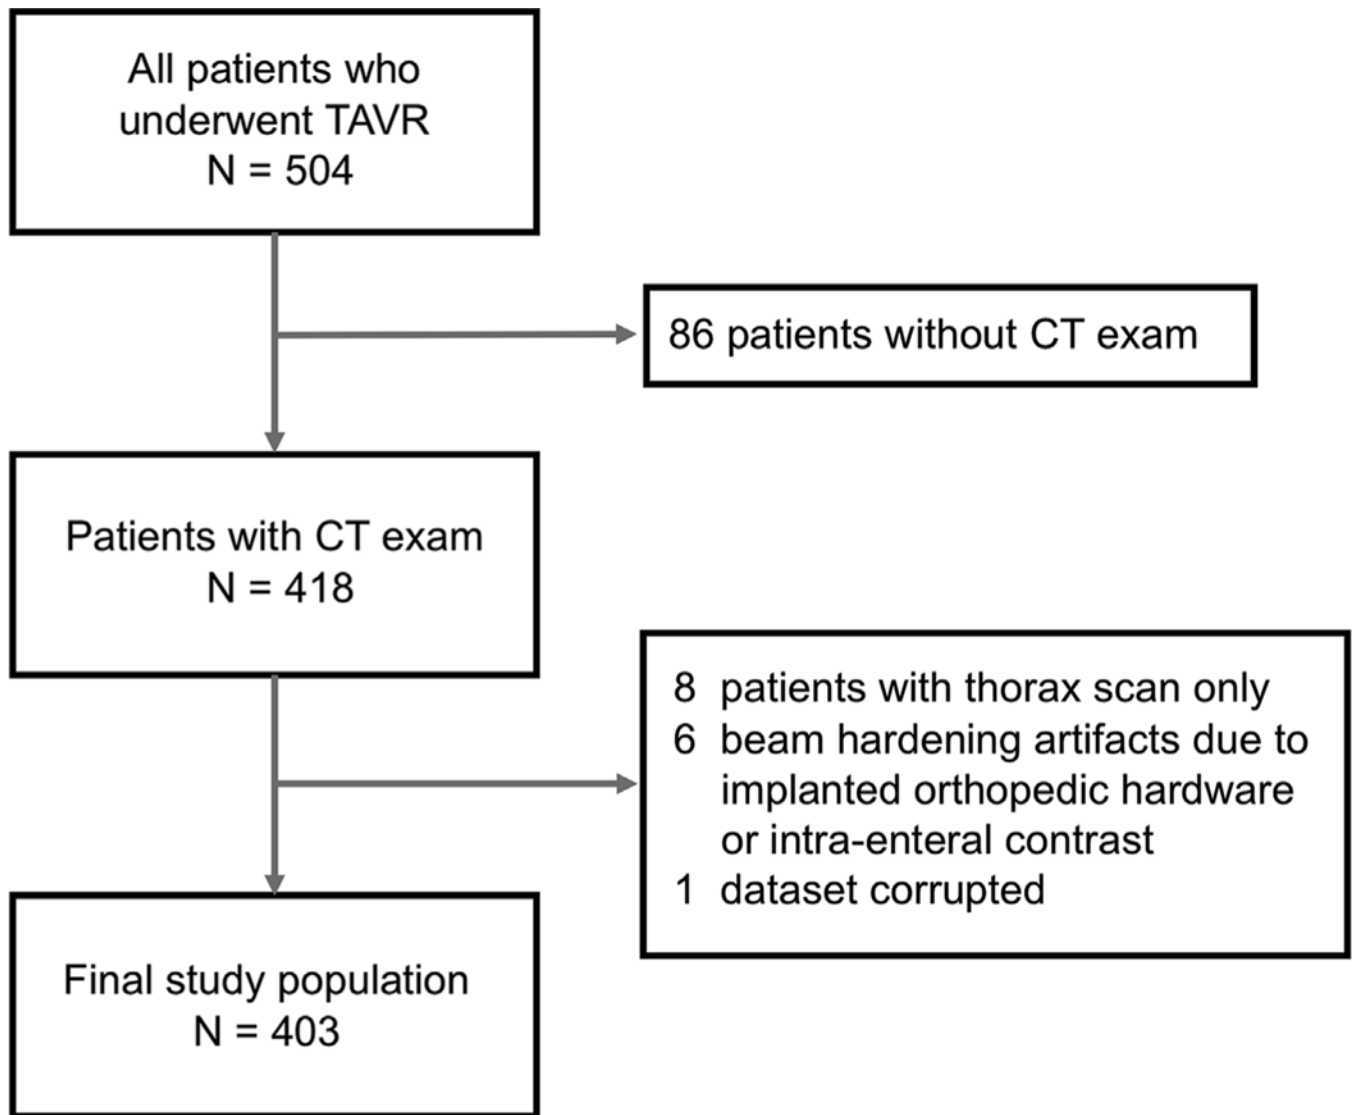 All patients who
underwent TAVR
N = 504
86 patients without CT exam
Patients with CT exam
N = 418
8 patients with thorax scan only
6 beam hardening artifacts due to
implanted orthopedic hardware
or intra-enteral contrast
1 dataset corrupted
Final study population
N = 403